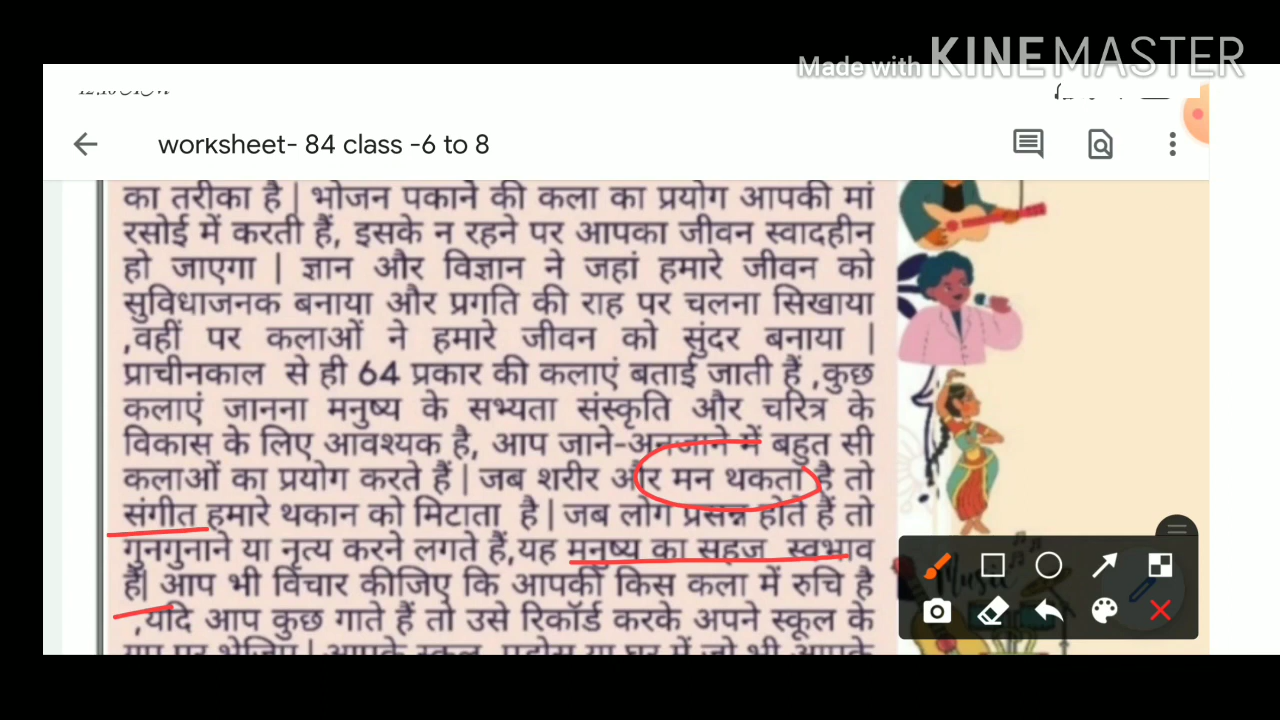 Made with KINEMASTER
worksheet- 84 class -6 to 8
का तरीका है | भोजन पकाने की कला का प्रयोग आपकी मां
रसोई में करती हैं, इसके न रहने पर आपका जीवन स्वादहीन
हो जाएगा | ज्ञान और विज्ञान ने जहां हमारे जीवन को
सुविधाजनक बनाया और प्रगति की राह पर चलना सिखाया
,वहीं पर कलाओं ने हमारे जीवन को सुंदर बनाया |
प्राचीनकाल से ही 64 प्रकार की कलाएं बताई जाती हैं ,कुछ
कलाएं जानना मनुष्य के सभ्यता संस्कृति और चरित्र के
विकास के लिए आवश्यक है, आप जाने-अनजाने में बहुत सी
कलाओं का प्रयोग करते हैं | जब शरीर और मन थकता है तो
संगीत हमारे थकान को मिटाता है | जब लोग प्रसन्न होते हैं तो
गुनगुनाने या नृत्य करने लगते हैं,यह मनुष्य का सहज स्वभाव
है| आप भी विचार कीजिए कि आपकी किस कला में रुचि है
,यदि आप कुछ गाते हैं तो उसे रिकॉर्ड करके अपने स्कूल के